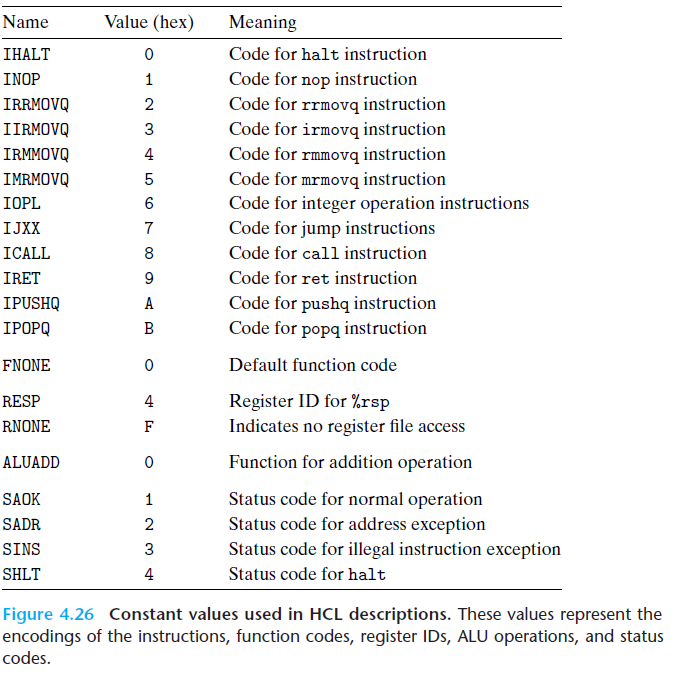 Name Value (hex) Meaning
IHALT 0 Code for halt instruction
INOP 1 Code for nop instruction
IRRMOVQ 2 Code for rrmovq instruction
IIRMOVQ 3 Code for irmovq instruction
IRMMOVQ 4 Code for rmmovq instruction
IMRMOVQ 5 Code for mrmovq instruction
IOPL 6 Code for integer operation instructions
IJXX 7 Code for jump instructions
ICALL 8 Code for call instruction
IRET 9 Code for ret instruction
IPUSHQ A Code for pushq instruction
IPOPQ B Code for popq instruction
FNONE 0 Default function code
RESP 4 Register ID for %rsp
RNONE F Indicates no register file access
ALUADD 0 Function for addition operation
SAOK 1 Status code for normal operation
SADR 2 Status code for address exception
SINS 3 Status code for illegal instruction exception
SHLT 4 Status code for halt
Figure 4.26 Constant values used in HCL descriptions. These values represent the
encodings of the instructions, function codes, register IDs, ALU operations, and status
codes.